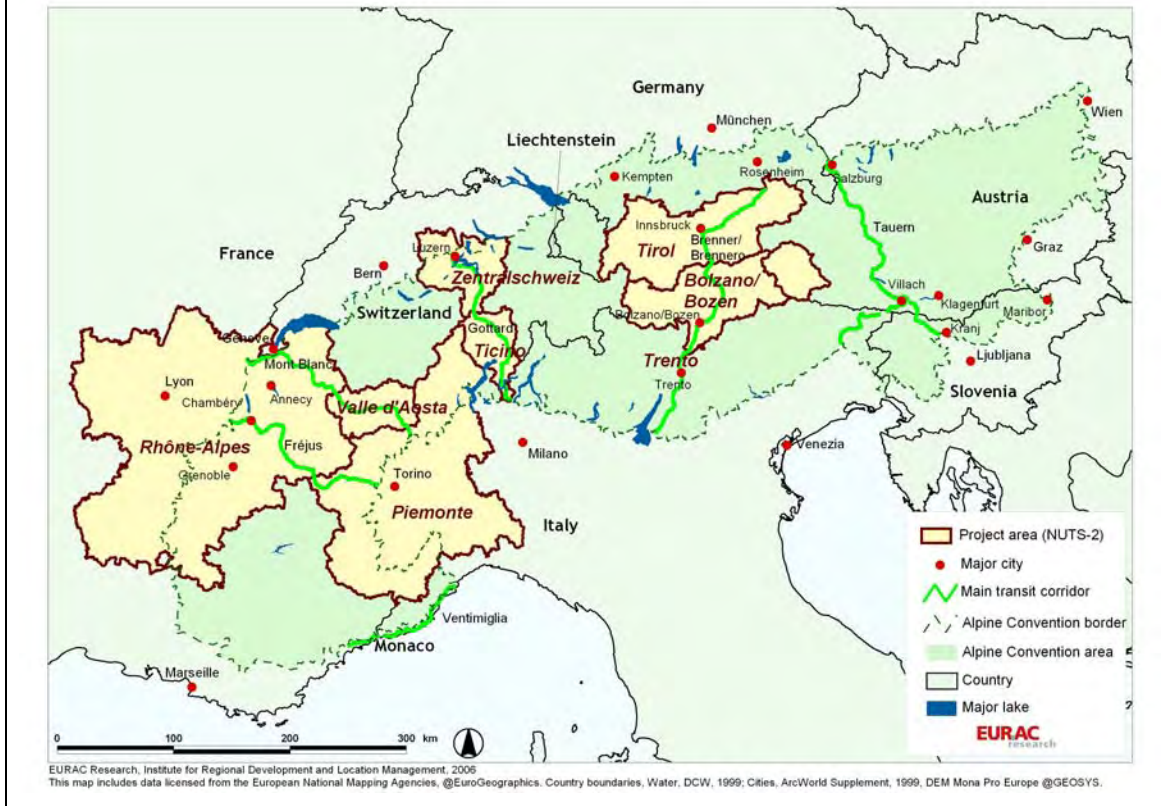 Germany
München
Wien
Liechtenstein
Kempten
Rosenheim
Salzburg
Austria
France
Innsbruck
Tauern
Luzern
Brenner/
Brennero
Graz
Bern
Tirol
Zentralschweiz
Bolzano/
Bozen
Villach
Klagenfurt
Maribor
Switzerland
Gottard
Bolzano/Bozen
Kranj
Genove
Ticino
Trento
Ljubljana
Mont Blanc
Trento
Slovenia
Lyon
Annecy
Chambéry
Valle d'Aosta
Rhône-Alpes
Fréjus
Milano
Venezia
Grenoble
Torino
Piemonte
Italy
Ventimiglia
Monaco
Marseille
Project area (NUTS-2)
Major city
Main transit corridor
Alpine Convention border
Alpine Convention area
Country
Major lake
EURAC
research
0 100 200 300 km
EURAC Research, Institute for Regional Development and Location Management, 2006
This map includes data licensed from the European National Mapping Agencies, @EuroGeographics. Country boundaries, Water, DCW, 1999; Cities, ArcWorld Supplement, 1999, DEM Mona Pro Europe @GEOSYS.